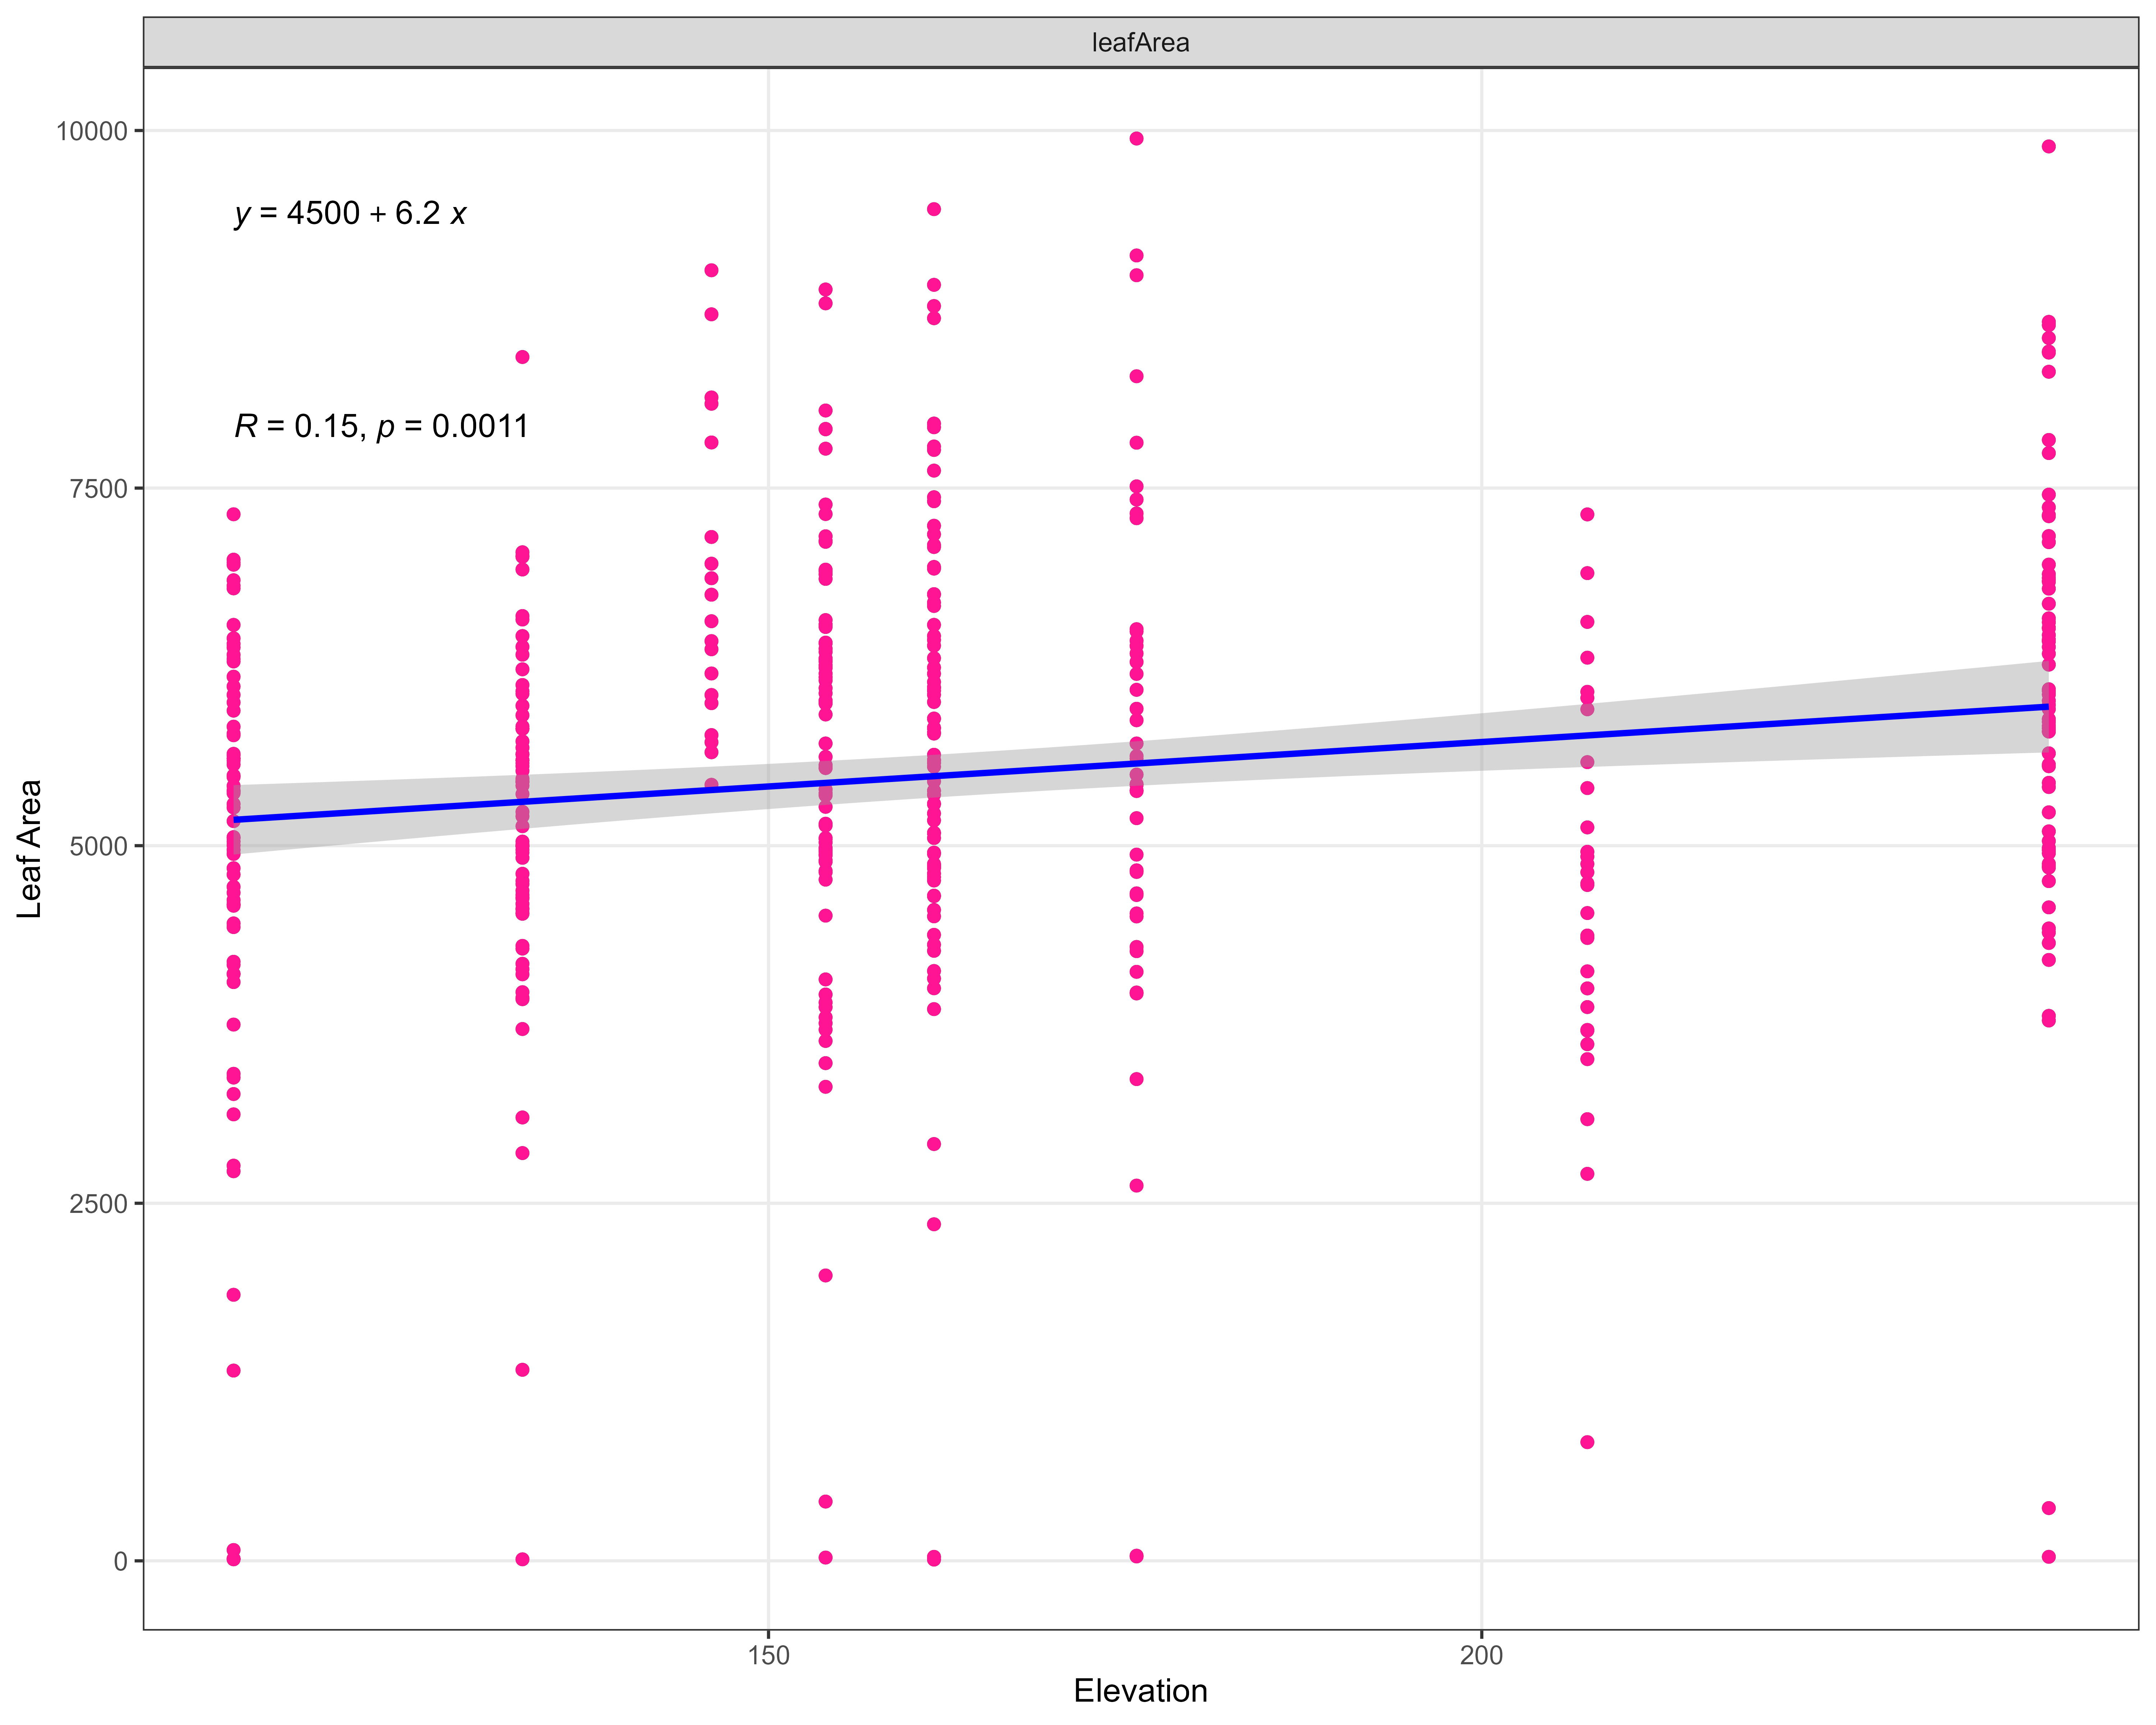 leafArea
10000
y = 4500 + 6.2 x
R = 0.15, p = 0.0011
7500
Leaf Area
5000
2500
0
150
200
Elevation